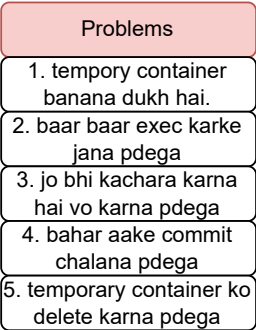 Problems
1. tempory container
banana dukh hai.
2. baar baar exec karke
jana pdega
3. jo bhi kachara karna
hai vo karna pdega
4. bahar aake commit
chalana pdega
5. temporary container ko
delete karna pdega